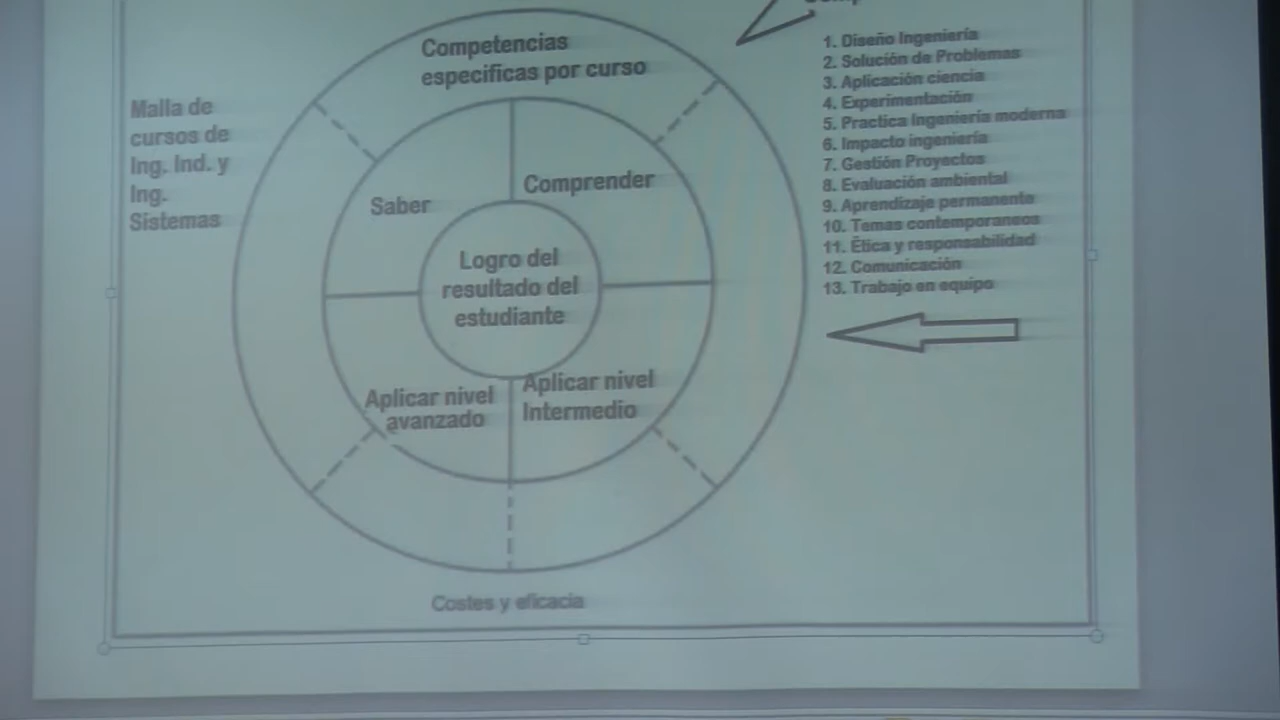 Competencias
especificas por curso
Malla de
cursos de
Ing. Ind. y
Ing.
Sistemas
Saber
Comprender
Logro del
resultado del
estudiante
Aplicar nivel
avanzado
Aplicar nivel
Intermedio
1. Diseño Ingeniería
2. Solución de Problemas
3. Aplicación ciencia
4. Experimentación
5. Practica Ingeniería moderna
6. Impacto ingeniería
7. Gestión Proyectos
8. Evaluación ambiental
9. Aprendizaje permanente
10. Temas contemporaneos
11. Ética y responsabilidad
12. Comunicación
13. Trabajo en equipo
Costes y eficacia